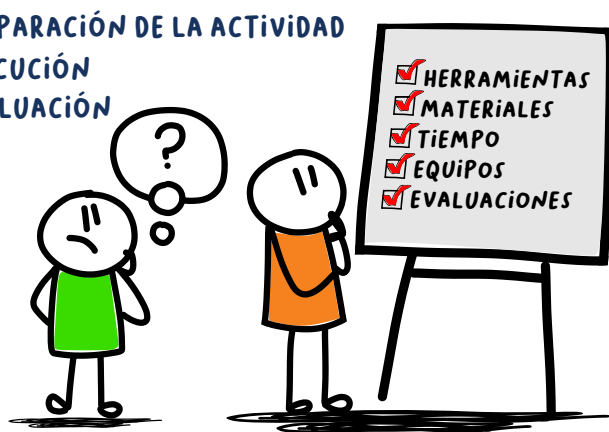 PARACIÓN DE LA ACTIVIDAD
CUCIÓN
LUACIÓN
?
HERRAMIENTAS
MATERIALES
TIEMPO
EQUIPOS
EVALUACIONES